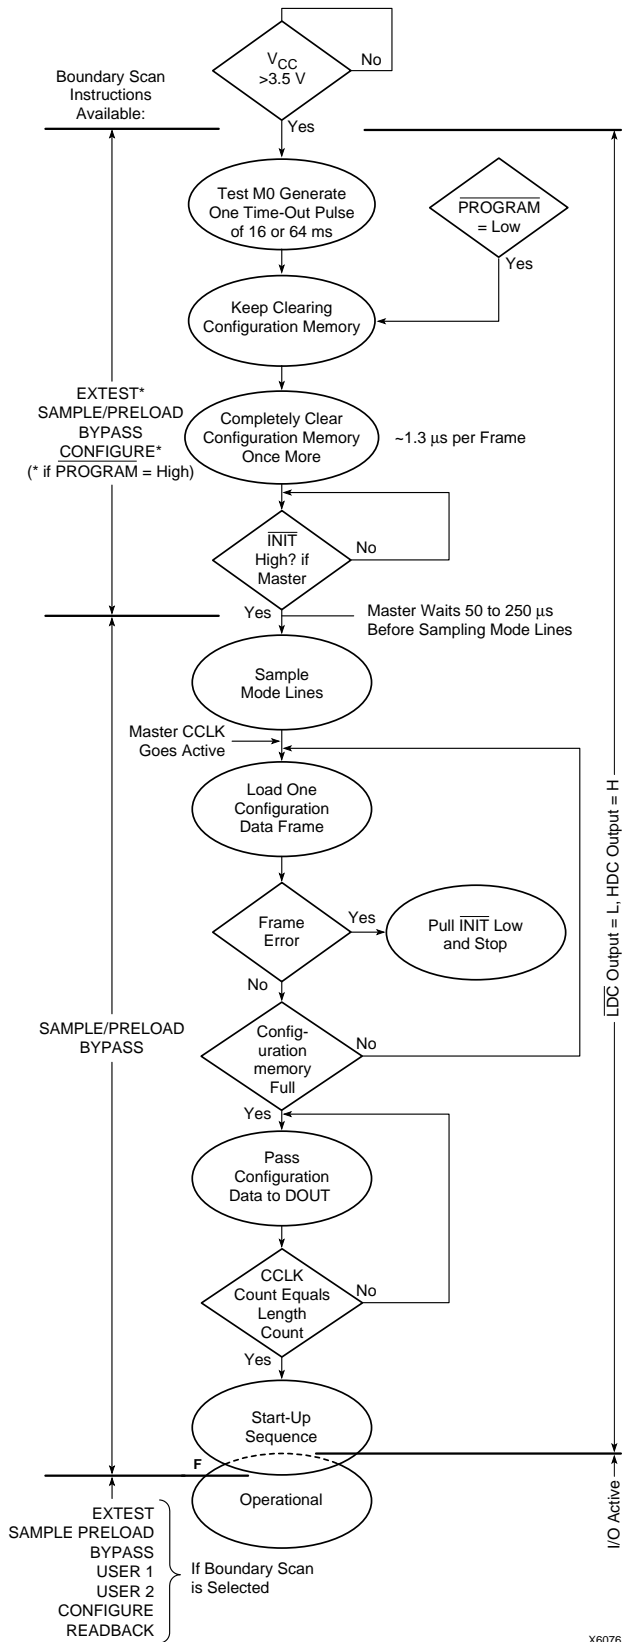 V_CC
>3.5 V
No
Yes
Boundary Scan
Instructions
Available:
Test M0 Generate
One Time-Out Pulse
of 16 or 64 ms
PROGRAM
= Low
Yes
Keep Clearing
Configuration Memory
EXTEST*
SAMPLE/PRELOAD
BYPASS
CONFIGURE*
(* if PROGRAM = High)
Completely Clear
Configuration Memory
Once More
~1.3 µs per Frame
INIT
High? if
Master
No
Yes
Master Waits 50 to 250 µs
Before Sampling Mode Lines
Sample
Mode Lines
Master CCLK
Goes Active
Load One
Configuration
Data Frame
LDC Output = L, HDC Output = H
Frame
Error
Yes
Pull INIT Low
and Stop
No
SAMPLE/PRELOAD
BYPASS
Config-
uration
memory
Full
No
Yes
Pass
Configuration
Data to DOUT
CCLK
Count Equals
Length
Count
No
Yes
Start-Up
Sequence
F
Operational
I/O Active
EXTEST
SAMPLE PRELOAD
BYPASS
USER 1
USER 2
CONFIGURE
READBACK
If Boundary Scan
is Selected
X6076